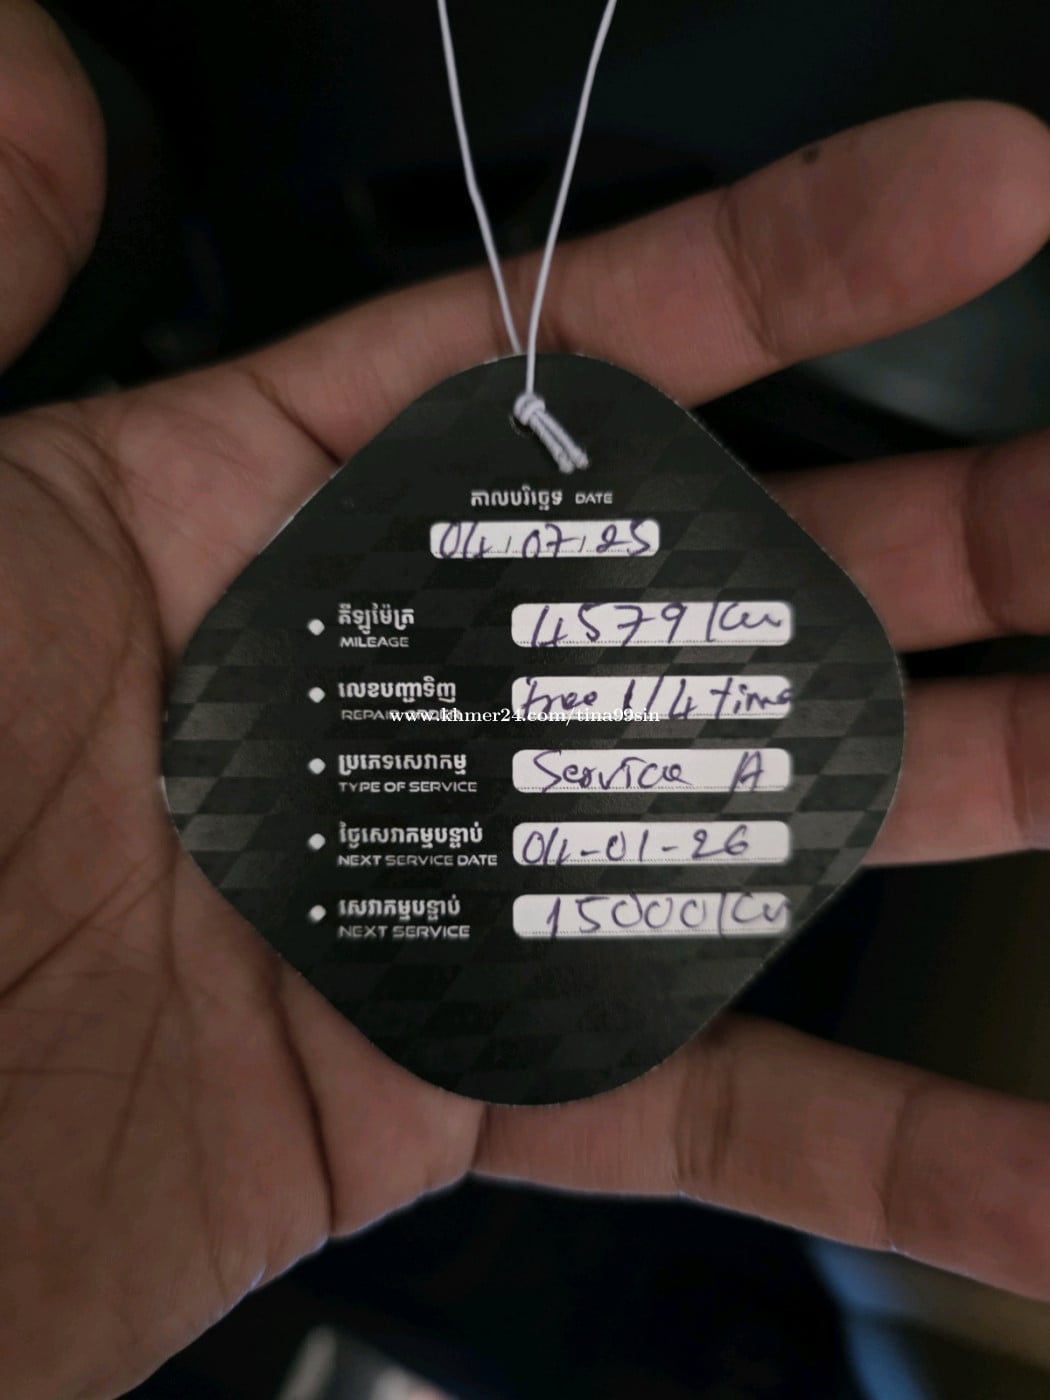 កាលបរិច្ឆេទ DATE
04.07.25
គីឡូម៉ែត្រ
MILEAGE
4579 Km
លេខបញ្ជាទិញ
free 1/4 time
www.khmer24.com/tina99sin
ប្រភេទសេវាកម្ម
TYPE OF SERVICE
Service A
ថ្ងៃសេវាកម្មបន្ទាប់
NEXT SERVICE DATE
04-01-26
សេវាកម្មបន្ទាប់
NEXT SERVICE
15000 Km